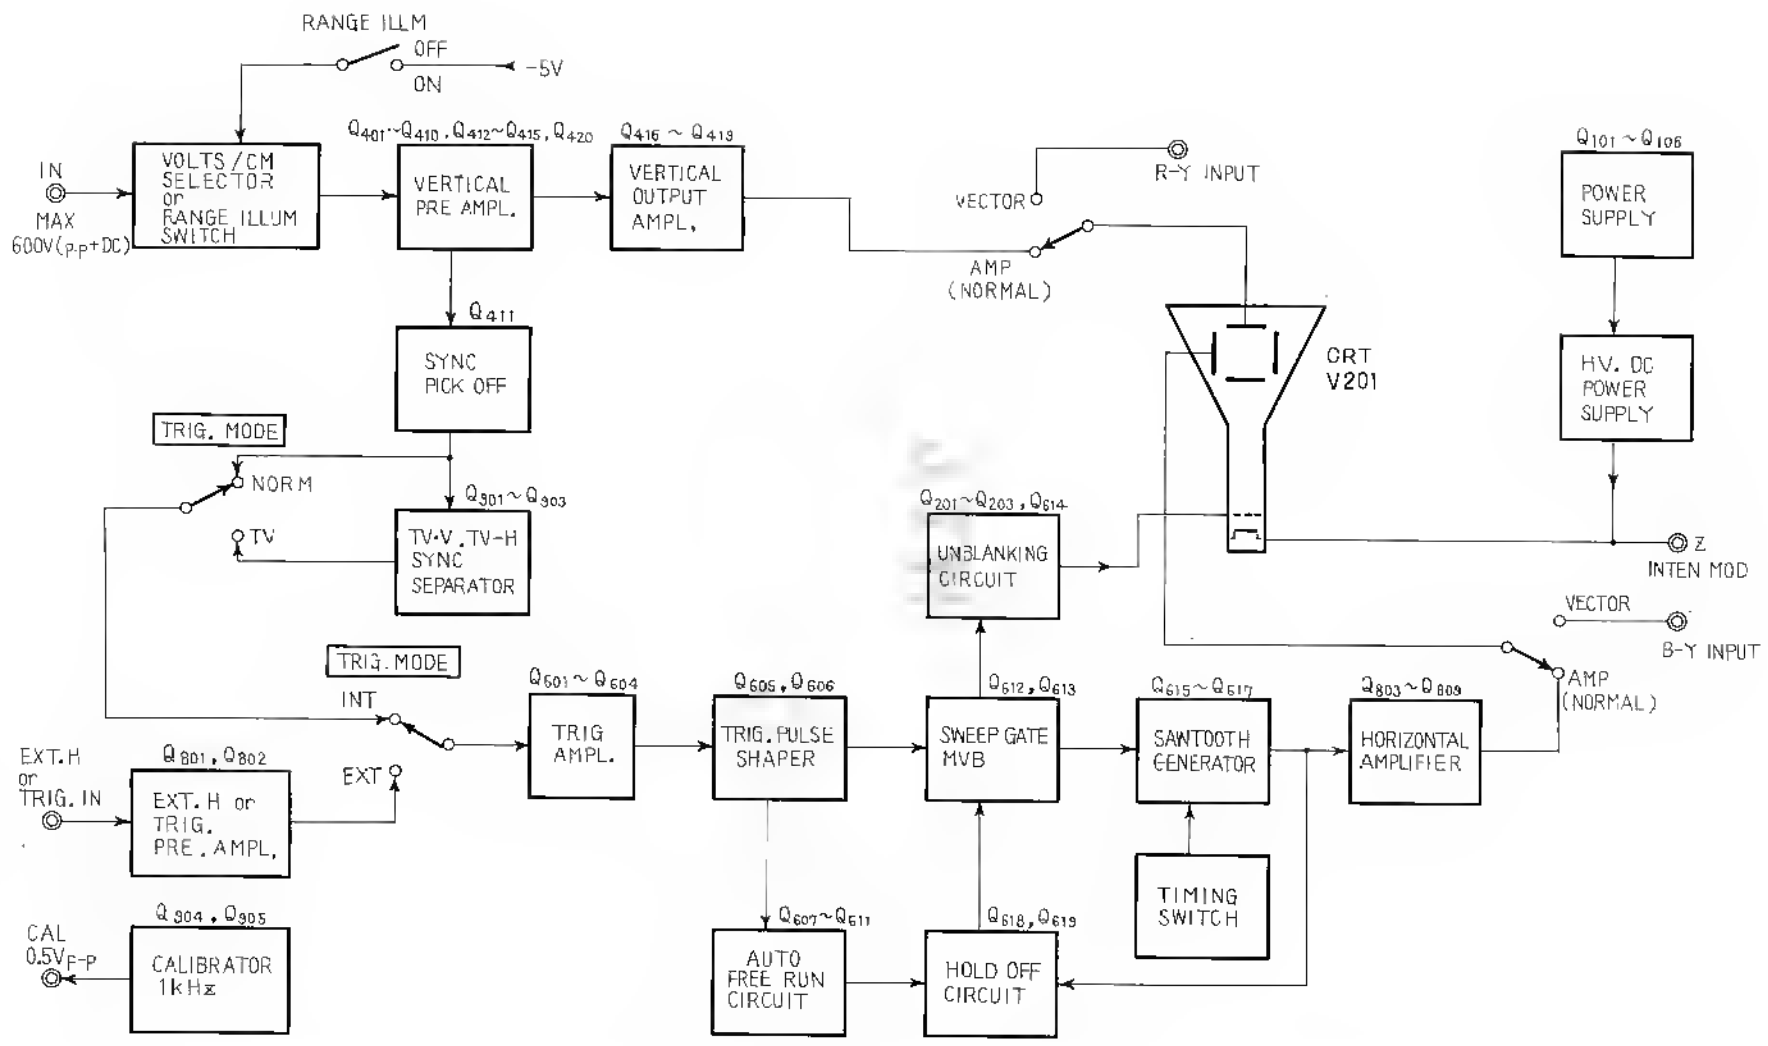 RANGE ILLM
OFF
ON
-5V
IN
MAX
600V(P-P+DC)
VOLTS/CM
SELECTOR
or
RANGE ILLUM
SWITCH
Q401~Q410, Q412~Q415, Q420
VERTICAL
PRE AMPL.
Q416 ~ Q419
VERTICAL
OUTPUT
AMPL.
VECTOR
R-Y INPUT
AMP
(NORMAL)
Q101~Q106
POWER
SUPPLY
HV. DC
POWER
SUPPLY
CRT
V201
Q411
SYNC
PICK OFF
TRIG. MODE
NORM
TV
Q901~Q903
TV-V. TV-H
SYNC
SEPARATOR
Q201~Q203, Q614
UNBLANKING
CIRCUIT
Z
INTEN MOD
VECTOR
B-Y INPUT
AMP
(NORMAL)
TRIG. MODE
INT
EXT
Q601~Q604
TRIG
AMPL.
Q605, Q606
TRIG. PULSE
SHAPER
Q612, Q613
SWEEP GATE
MVB
Q615~Q617
SAWTOOTH
GENERATOR
Q803~Q809
HORIZONTAL
AMPLIFIER
EXT. H
or
TRIG. IN
Q801, Q802
EXT. H or
TRIG.
PRE. AMPL.
TIMING
SWITCH
Q904, Q905
CAL
0.5VP-P
CALIBRATOR
1kHz
Q607~Q611
AUTO
FREE RUN
CIRCUIT
Q618, Q619
HOLD OFF
CIRCUIT